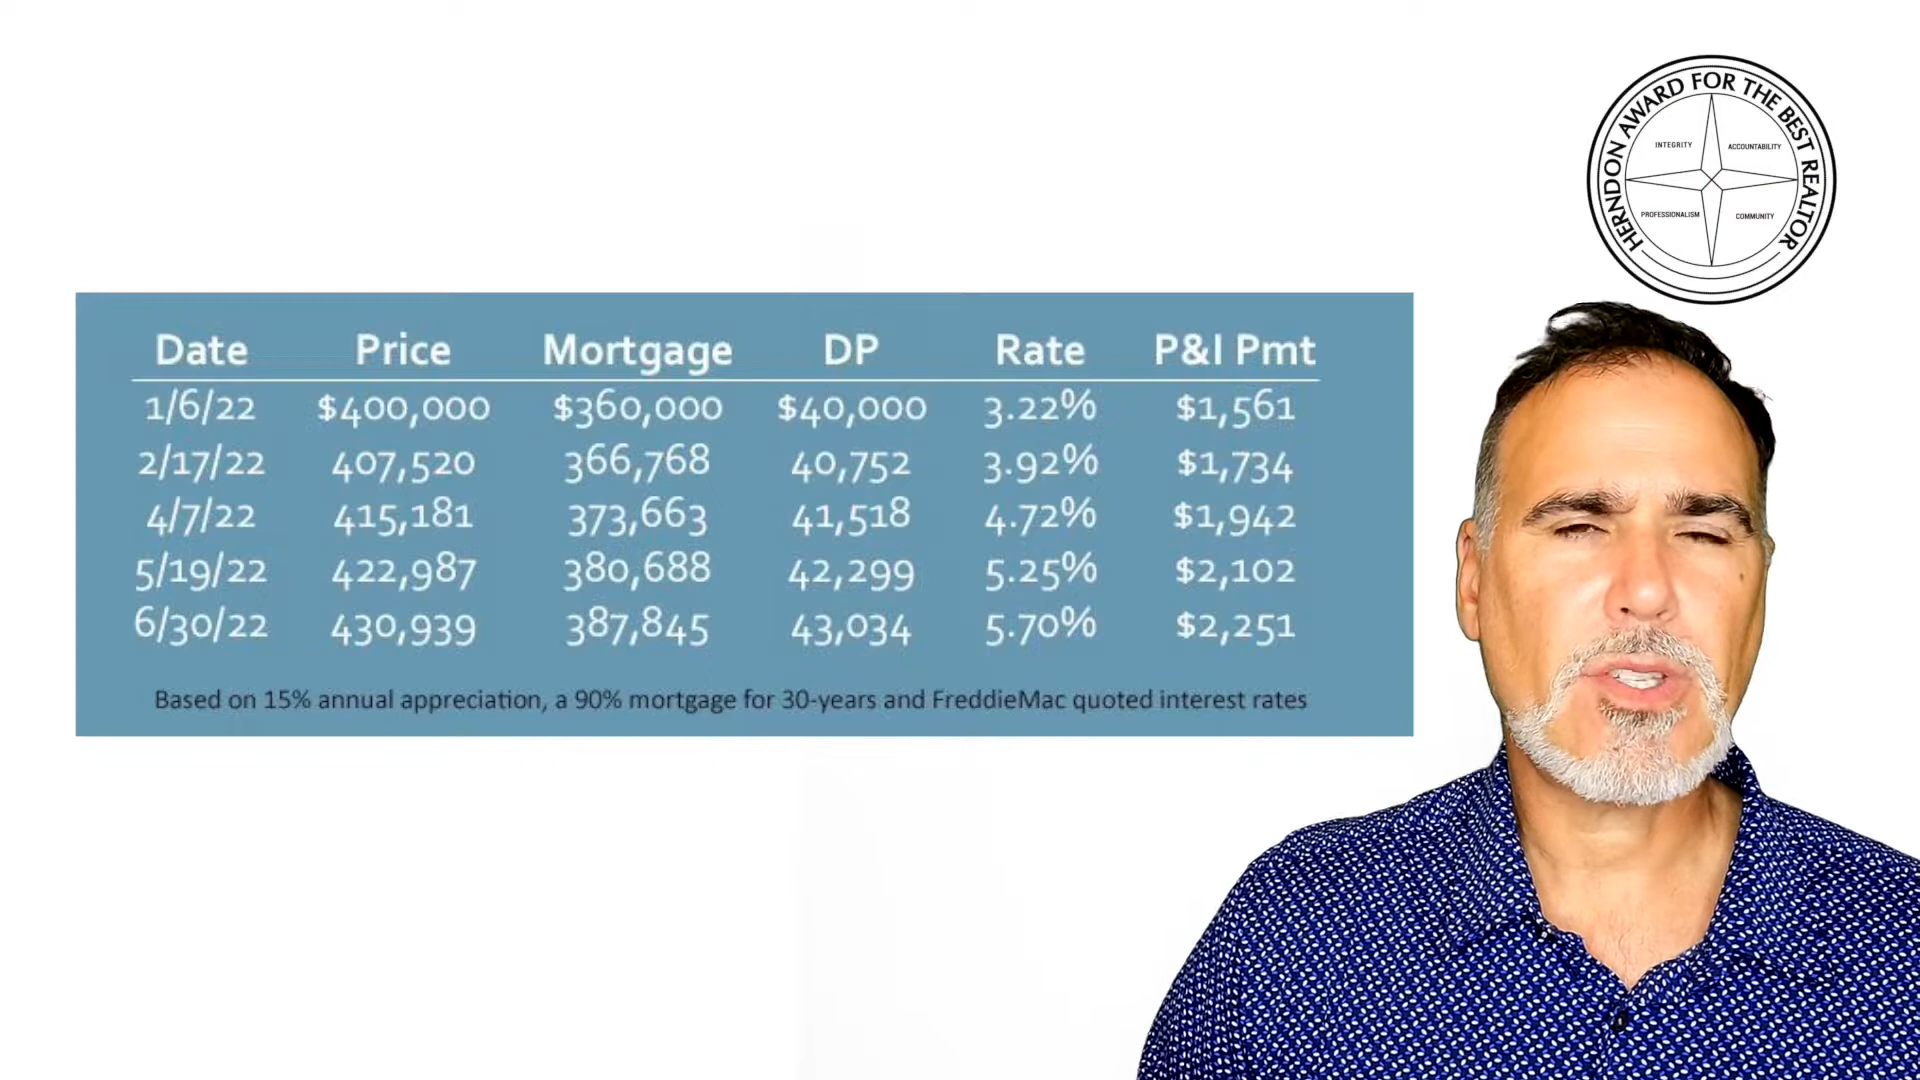 HERNDON AWARD FOR THE BEST REALTOR
INTEGRITY
ACCOUNTABILITY
PROFESSIONALISM
COMMUNITY
Date Price Mortgage DP Rate P&I Pmt
1/6/22 $400,000 $360,000 $40,000 3.22% $1,561
2/17/22 407,520 366,768 40,752 3.92% $1,734
4/7/22 415,181 373,663 41,518 4.72% $1,942
5/19/22 422,987 380,688 42,299 5.25% $2,102
6/30/22 430,939 387,845 43,034 5.70% $2,251
Based on 15% annual appreciation, a 90% mortgage for 30-years and FreddieMac quoted interest rates